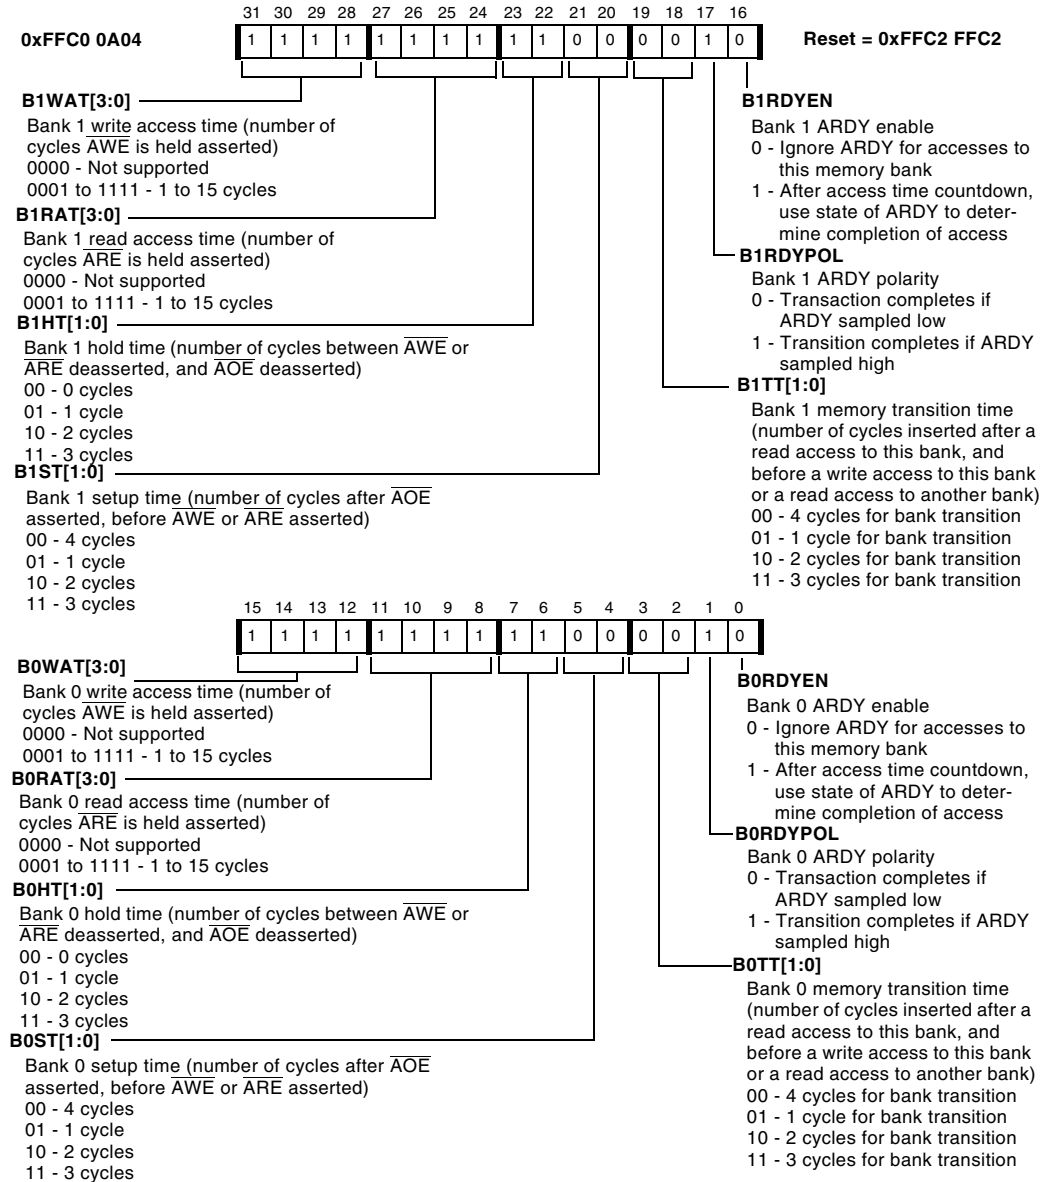 31 30 29 28 27 26 25 24 23 22 21 20 19 18 17 16
0xFFC0 0A04
1 1 1 1 1 1 1 1 1 1 0 0 0 0 1 0
Reset = 0xFFC2 FFC2
B1WAT[3:0]
Bank 1 write access time (number of
cycles AWE is held asserted)
0000 - Not supported
0001 to 1111 - 1 to 15 cycles
B1RAT[3:0]
Bank 1 read access time (number of
cycles ARE is held asserted)
0000 - Not supported
0001 to 1111 - 1 to 15 cycles
B1HT[1:0]
Bank 1 hold time (number of cycles between AWE or
ARE deasserted, and AOE deasserted)
00 - 0 cycles
01 - 1 cycle
10 - 2 cycles
11 - 3 cycles
B1ST[1:0]
Bank 1 setup time (number of cycles after AOE
asserted, before AWE or ARE asserted)
00 - 4 cycles
01 - 1 cycle
10 - 2 cycles
11 - 3 cycles
B1RDYEN
Bank 1 ARDY enable
0 - Ignore ARDY for accesses to
this memory bank
1 - After access time countdown,
use state of ARDY to deter-
mine completion of access
B1RDYPOL
Bank 1 ARDY polarity
0 - Transaction completes if
ARDY sampled low
1 - Transition completes if ARDY
sampled high
B1TT[1:0]
Bank 1 memory transition time
(number of cycles inserted after a
read access to this bank, and
before a write access to this bank
or a read access to another bank)
00 - 4 cycles for bank transition
01 - 1 cycle for bank transition
10 - 2 cycles for bank transition
11 - 3 cycles for bank transition
15 14 13 12 11 10 9 8 7 6 5 4 3 2 1 0
1 1 1 1 1 1 1 1 1 1 0 0 0 0 1 0
B0WAT[3:0]
Bank 0 write access time (number of
cycles AWE is held asserted)
0000 - Not supported
0001 to 1111 - 1 to 15 cycles
B0RAT[3:0]
Bank 0 read access time (number of
cycles ARE is held asserted)
0000 - Not supported
0001 to 1111 - 1 to 15 cycles
B0HT[1:0]
Bank 0 hold time (number of cycles between AWE or
ARE deasserted, and AOE deasserted)
00 - 0 cycles
01 - 1 cycle
10 - 2 cycles
11 - 3 cycles
B0ST[1:0]
Bank 0 setup time (number of cycles after AOE
asserted, before AWE or ARE asserted)
00 - 4 cycles
01 - 1 cycle
10 - 2 cycles
11 - 3 cycles
B0RDYEN
Bank 0 ARDY enable
0 - Ignore ARDY for accesses to
this memory bank
1 - After access time countdown,
use state of ARDY to deter-
mine completion of access
B0RDYPOL
Bank 0 ARDY polarity
0 - Transaction completes if
ARDY sampled low
1 - Transition completes if ARDY
sampled high
B0TT[1:0]
Bank 0 memory transition time
(number of cycles inserted after a
read access to this bank, and
before a write access to this bank
or a read access to another bank)
00 - 4 cycles for bank transition
01 - 1 cycle for bank transition
10 - 2 cycles for bank transition
11 - 3 cycles for bank transition